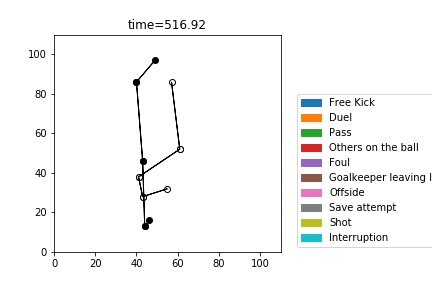 time=516.92
100
80
60
40
20
0
0 20 40 60 80 100
Free Kick
Duel
Pass
Others on the ball
Foul
Goalkeeper leaving l
Offside
Save attempt
Shot
Interruption